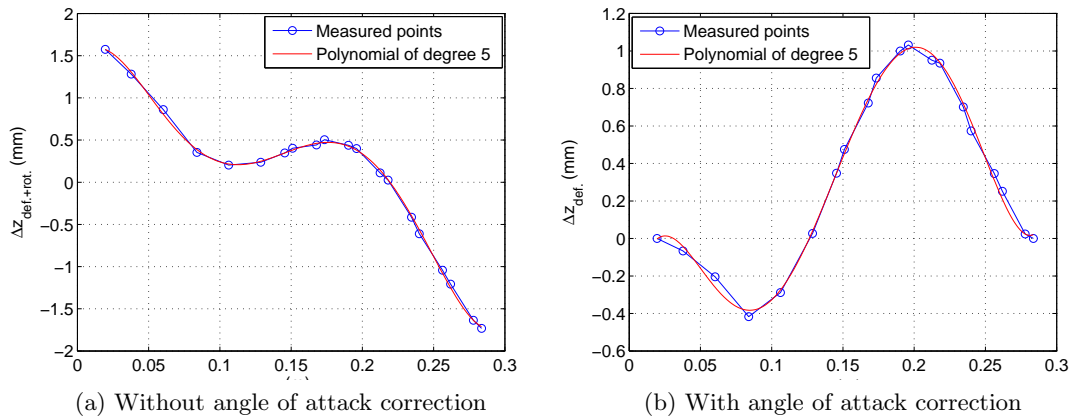 Measured points
Polynomial of degree 5
2
1.5
1
0.5
0
−0.5
−1
−1.5
−2
Δz_def.+rot. (mm)
0 0.05 0.1 0.15 0.2 0.25 0.3
(a) Without angle of attack correction
Measured points
Polynomial of degree 5
1.2
1
0.8
0.6
0.4
0.2
0
−0.2
−0.4
−0.6
Δz_def. (mm)
0 0.05 0.1 0.15 0.2 0.25 0.3
(b) With angle of attack correction